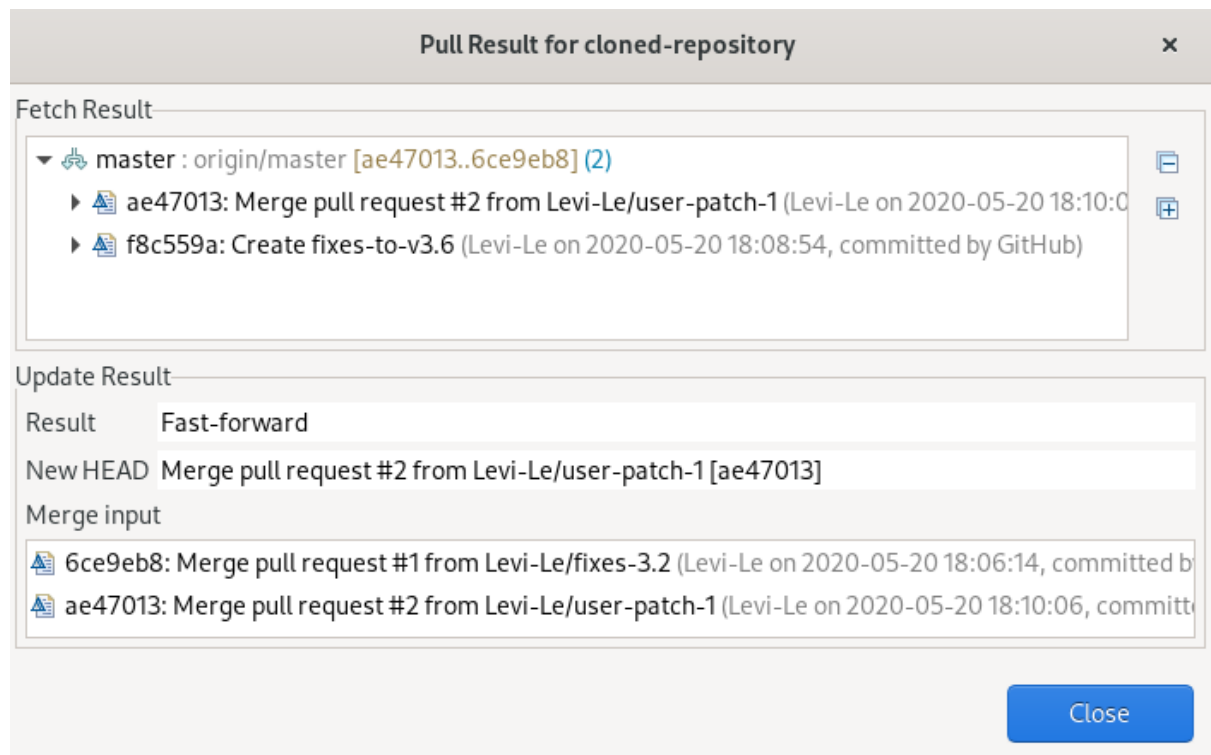 Pull Result for cloned-repository
Fetch Result
master : origin/master [ae47013..6ce9eb8] (2)
ae47013: Merge pull request #2 from Levi-Le/user-patch-1 (Levi-Le on 2020-05-20 18:10:0
f8c559a: Create fixes-to-v3.6 (Levi-Le on 2020-05-20 18:08:54, committed by GitHub)
Update Result
Result Fast-forward
New HEAD Merge pull request #2 from Levi-Le/user-patch-1 [ae47013]
Merge input
6ce9eb8: Merge pull request #1 from Levi-Le/fixes-3.2 (Levi-Le on 2020-05-20 18:06:14, committed b
ae47013: Merge pull request #2 from Levi-Le/user-patch-1 (Levi-Le on 2020-05-20 18:10:06, committ
Close